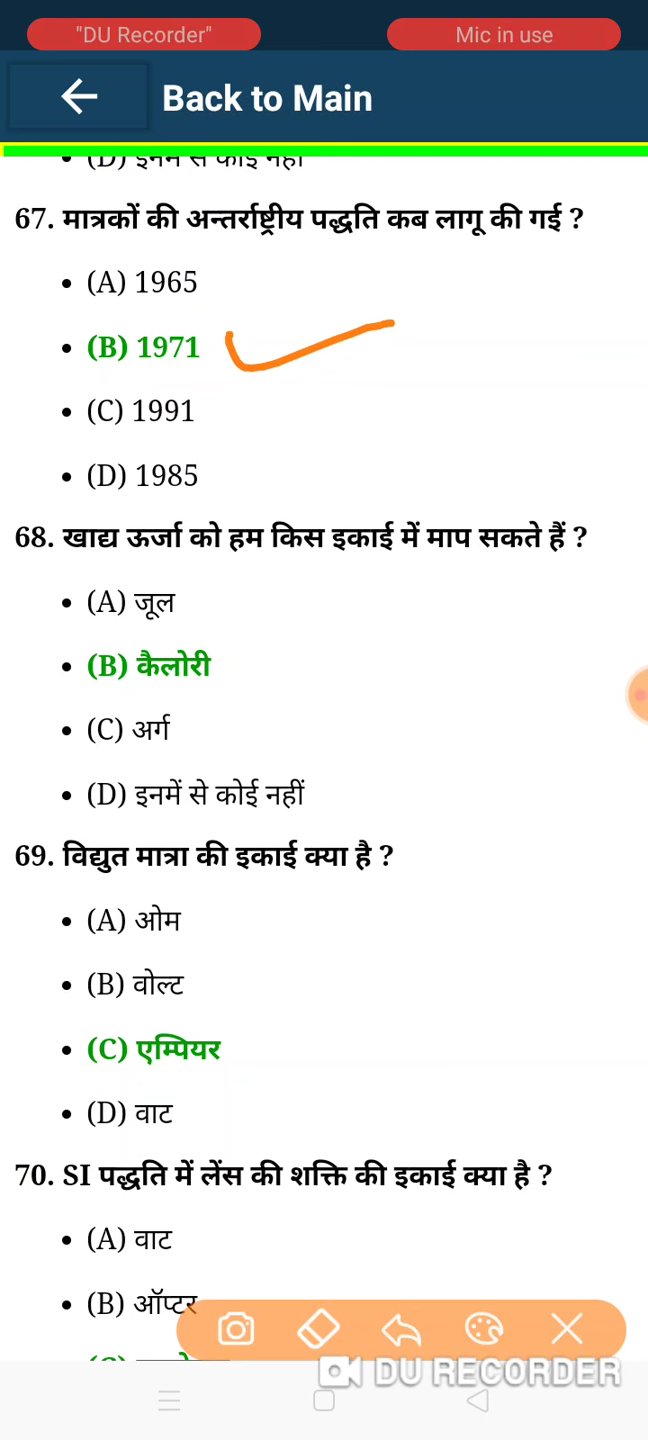 "DU Recorder"
Mic in use
Back to Main
(D) इनमें से कोई नहीं
67. मात्रकों की अन्तर्राष्ट्रीय पद्धति कब लागू की गई ?
(A) 1965
(B) 1971
(C) 1991
(D) 1985
68. खाद्य ऊर्जा को हम किस इकाई में माप सकते हैं ?
(A) जूल
(B) कैलोरी
(C) अर्ग
(D) इनमें से कोई नहीं
69. विद्युत मात्रा की इकाई क्या है ?
(A) ओम
(B) वोल्ट
(C) एम्पियर
(D) वाट
70. SI पद्धति में लेंस की शक्ति की इकाई क्या है ?
(A) वाट
(B) ऑप्टर
DU RECORDER